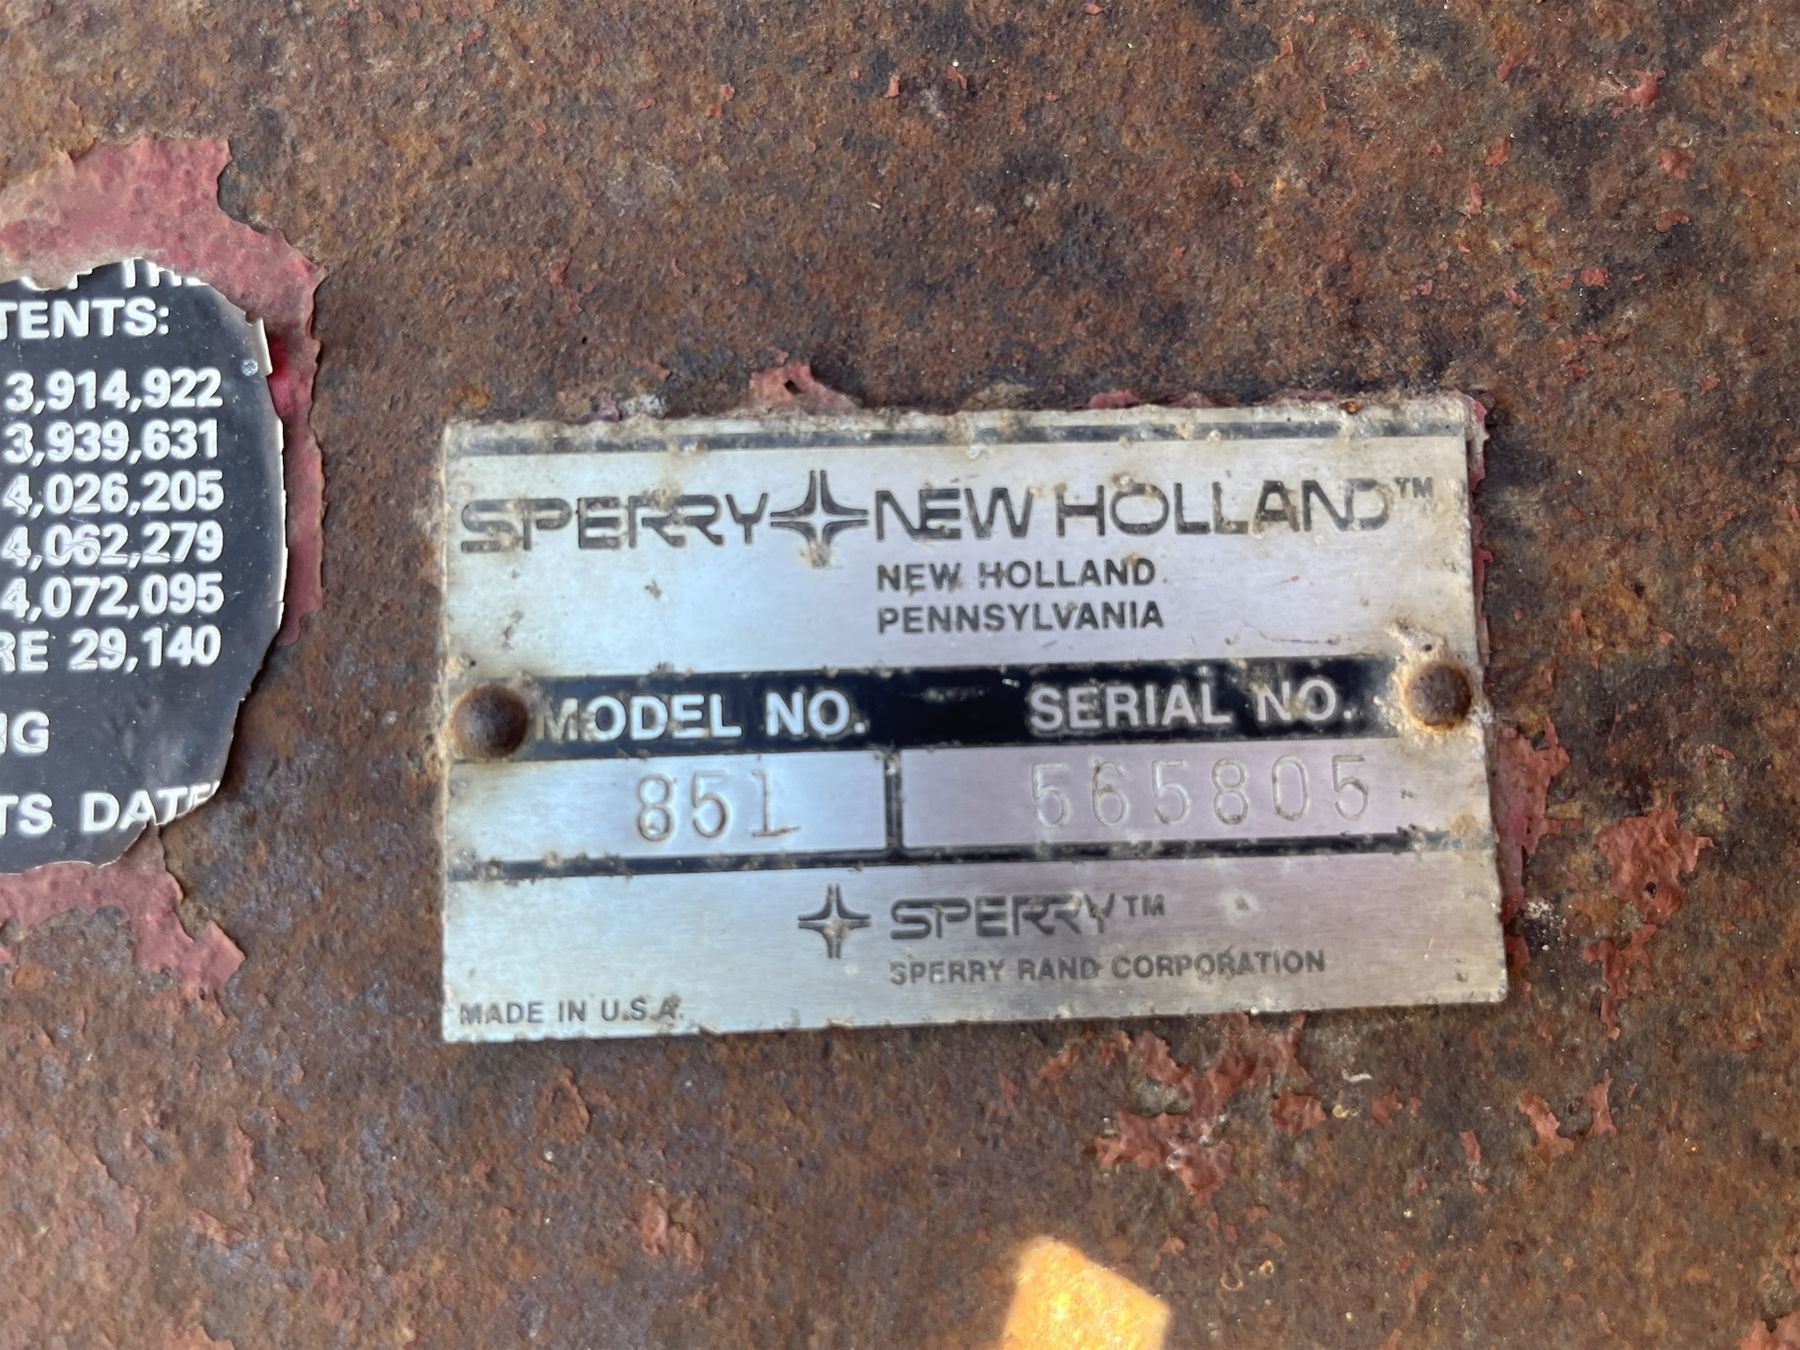 THE
TENTS:
3,914,922
3,939,631
4,026,205
4,062,279
4,072,095
RE 29,140
NG
TS DATE
SPERRY NEW HOLLAND™
NEW HOLLAND
PENNSYLVANIA
MODEL NO. SERIAL NO.
851 565805
SPERRY™
SPERRY RAND CORPORATION
MADE IN U.S.A.